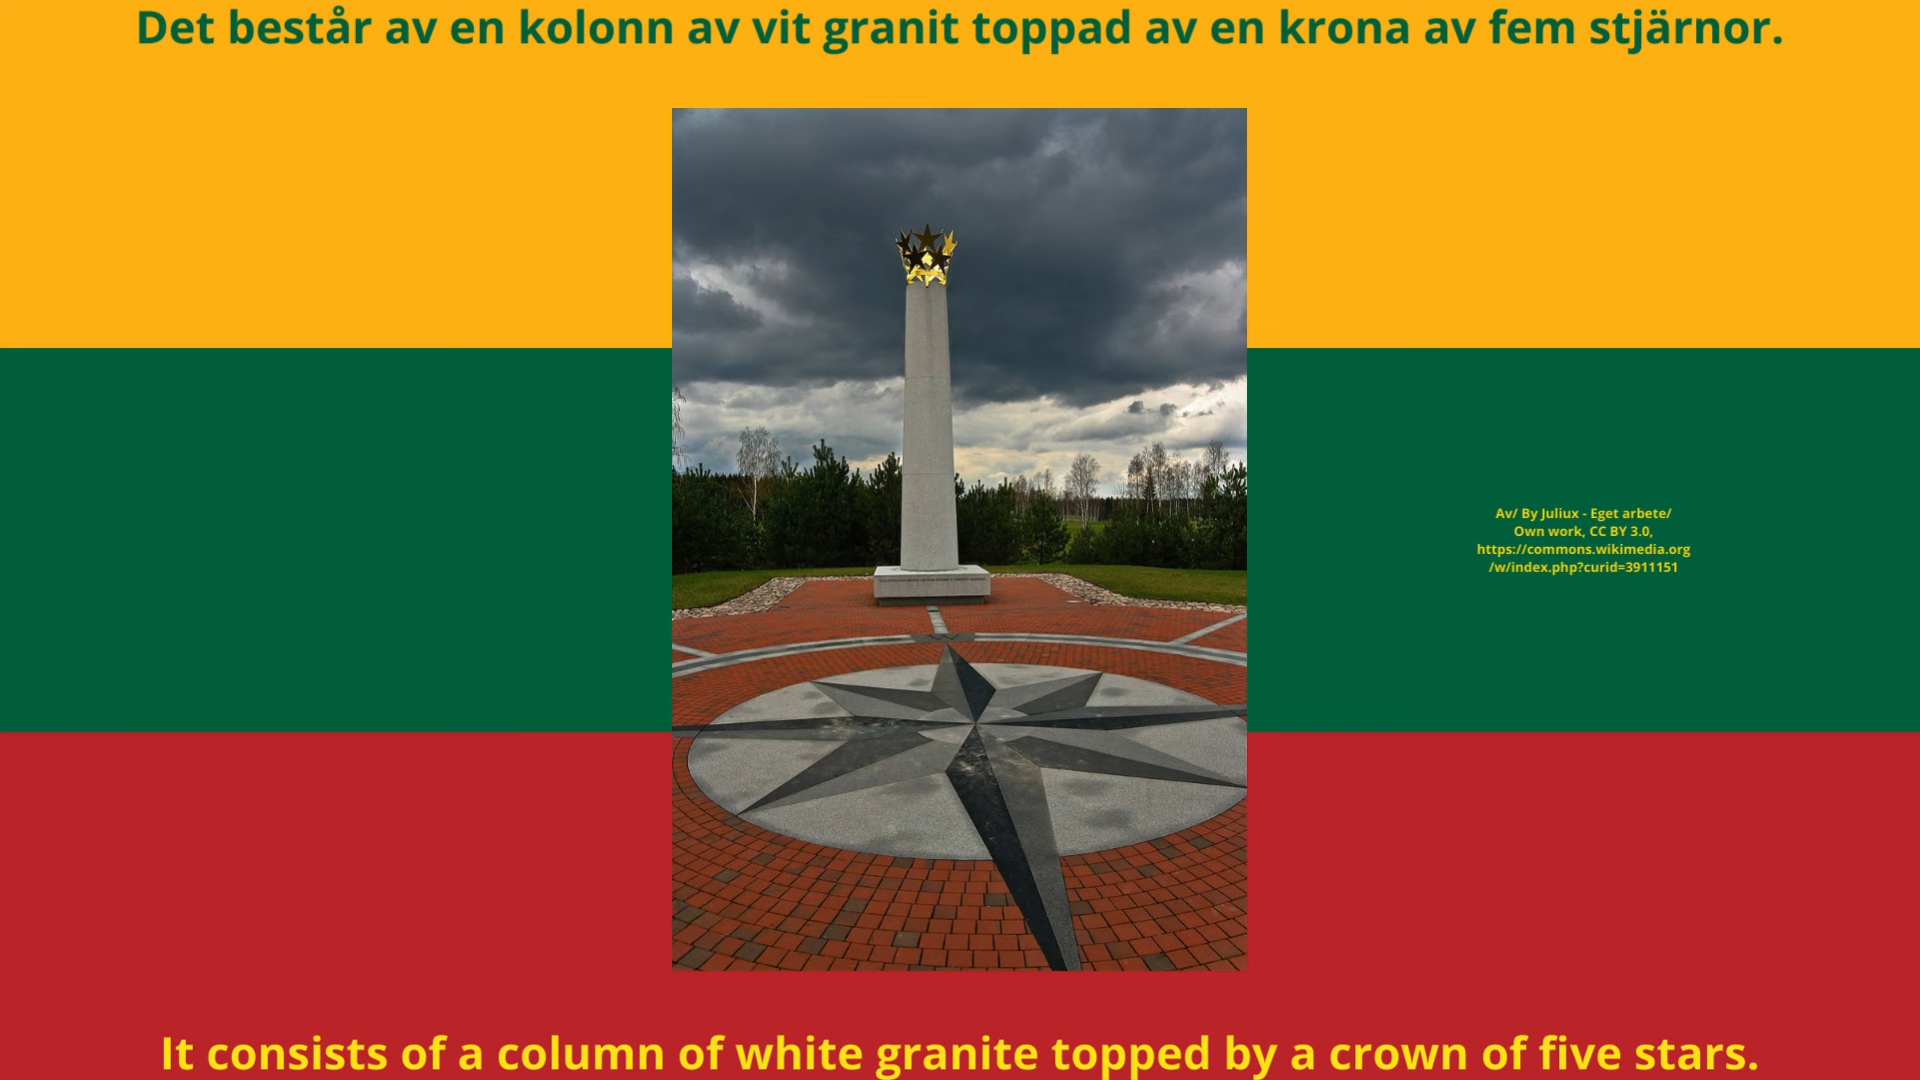 Det består av en kolonn av vit granit toppad av en krona av fem stjärnor.
Av/ By Juliux - Eget arbete/
Own work, CC BY 3.0,
https://commons.wikimedia.org
/w/index.php?curid=3911151
It consists of a column of white granite topped by a crown of five stars.